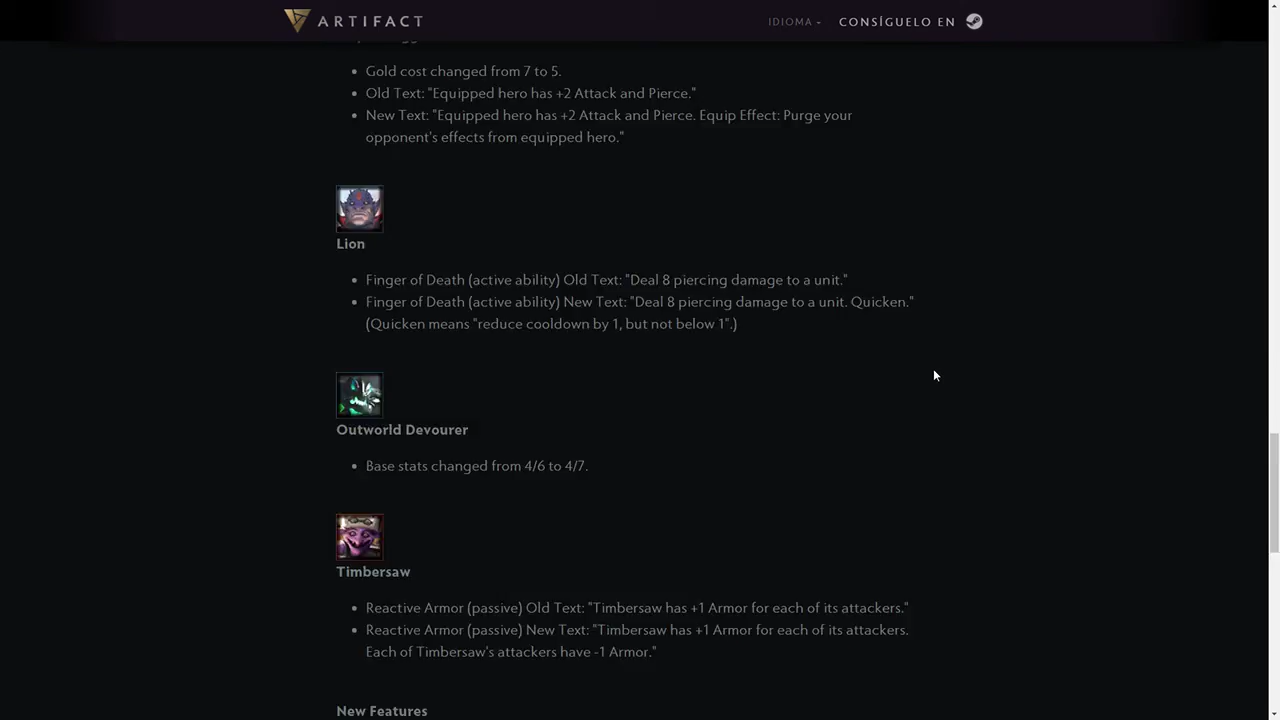 ARTIFACT
IDIOMA
CONSÍGUELO EN
Gold cost changed from 7 to 5.
Old Text: "Equipped hero has +2 Attack and Pierce."
New Text: "Equipped hero has +2 Attack and Pierce. Equip Effect: Purge your
opponent's effects from equipped hero."
Lion
Finger of Death (active ability) Old Text: "Deal 8 piercing damage to a unit."
Finger of Death (active ability) New Text: "Deal 8 piercing damage to a unit. Quicken."
(Quicken means "reduce cooldown by 1, but not below 1".)
Outworld Devourer
Base stats changed from 4/6 to 4/7.
Timbersaw
Reactive Armor (passive) Old Text: "Timbersaw has +1 Armor for each of its attackers."
Reactive Armor (passive) New Text: "Timbersaw has +1 Armor for each of its attackers.
Each of Timbersaw's attackers have -1 Armor."
New Features